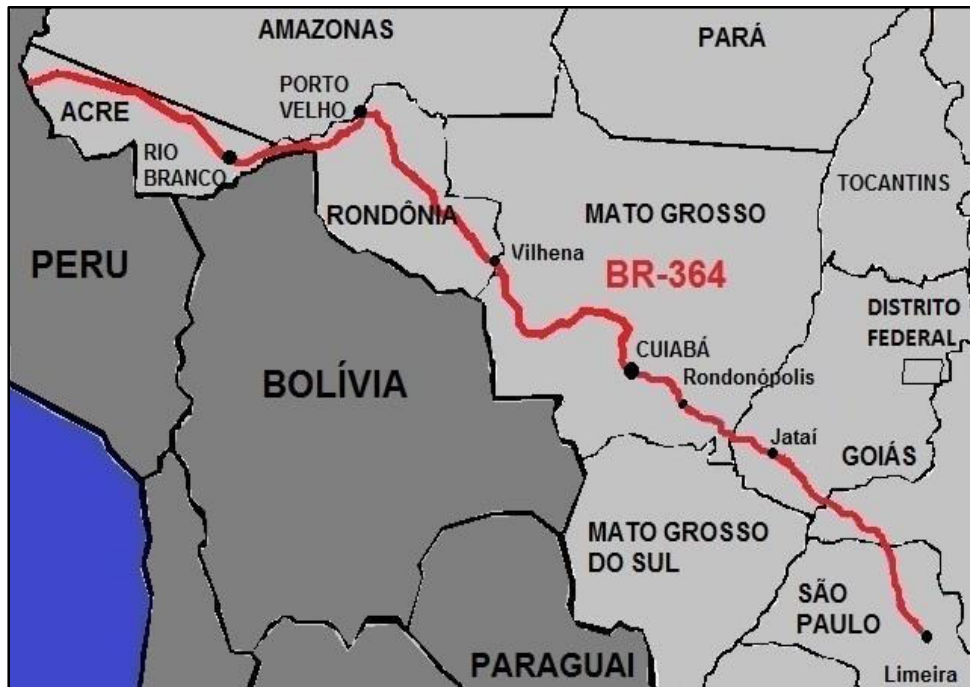 AMAZONAS
PARÁ
PORTO
VELHO
ACRE
RIO
BRANCO
TOCANTINS
RONDÔNIA
MATO GROSSO
PERU
Vilhena
BR-364
DISTRITO
FEDERAL
CUIABÁ
BOLÍVIA
Rondonópolis
Jataí
GOIÁS
MATO GROSSO
DO SUL
SÃO
PAULO
PARAGUAI
Limeira